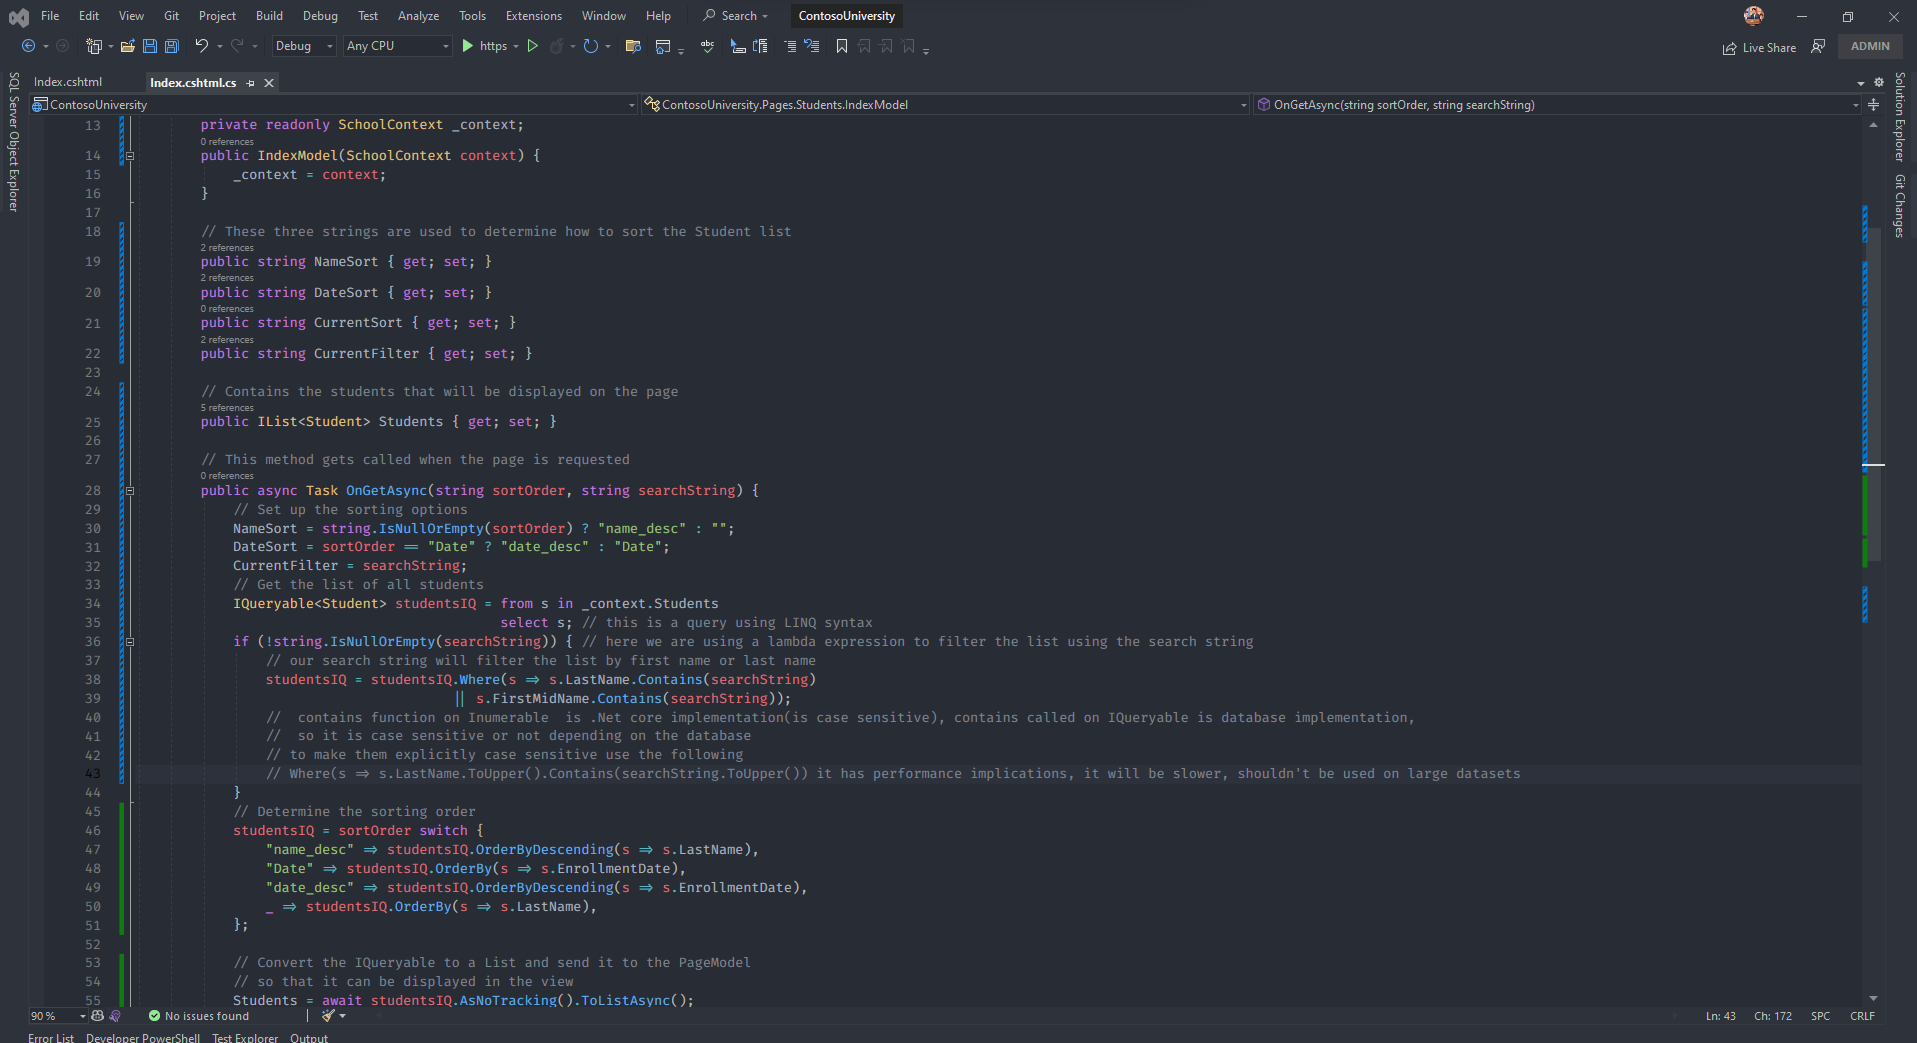 File Edit View Git Project Build Debug Test Analyze Tools Extensions Window Help Search ContosoUniversity
Debug Any CPU https Live Share ADMIN
Index.cshtml Index.cshtml.cs
ContosoUniversity ContosoUniversity.Pages.Students.IndexModel OnGetAsync(string sortOrder, string searchString)
SQL Server Object Explorer
Solution Explorer
Git Changes
13 private readonly SchoolContext _context;
0 references
14 public IndexModel(SchoolContext context) {
15 _context = context;
16 }
17
18 // These three strings are used to determine how to sort the Student list
2 references
19 public string NameSort { get; set; }
2 references
20 public string DateSort { get; set; }
0 references
21 public string CurrentSort { get; set; }
2 references
22 public string CurrentFilter { get; set; }
23
24 // Contains the students that will be displayed on the page
5 references
25 public IList<Student> Students { get; set; }
26
27 // This method gets called when the page is requested
0 references
28 public async Task OnGetAsync(string sortOrder, string searchString) {
29 // Set up the sorting options
30 NameSort = string.IsNullOrEmpty(sortOrder) ? "name_desc" : "";
31 DateSort = sortOrder == "Date" ? "date_desc" : "Date";
32 CurrentFilter = searchString;
33 // Get the list of all students
34 IQueryable<Student> studentsIQ = from s in _context.Students
35 select s; // this is a query using LINQ syntax
36 if (!string.IsNullOrEmpty(searchString)) { // here we are using a lambda expression to filter the list using the search string
37 // our search string will filter the list by first name or last name
38 studentsIQ = studentsIQ.Where(s => s.LastName.Contains(searchString)
39 || s.FirstMidName.Contains(searchString));
40 //  contains function on Inumerable  is .Net core implementation(is case sensitive), contains called on IQueryable is database implementation,
41 //  so it is case sensitive or not depending on the database
42 // to make them explicitly case sensitive use the following
43 // Where(s => s.LastName.ToUpper().Contains(searchString.ToUpper()) it has performance implications, it will be slower, shouldn't be used on large datasets
44 }
45 // Determine the sorting order
46 studentsIQ = sortOrder switch {
47 "name_desc" => studentsIQ.OrderByDescending(s => s.LastName),
48 "Date" => studentsIQ.OrderBy(s => s.EnrollmentDate),
49 "date_desc" => studentsIQ.OrderByDescending(s => s.EnrollmentDate),
50 _ => studentsIQ.OrderBy(s => s.LastName),
51 };
52
53 // Convert the IQueryable to a List and send it to the PageModel
54 // so that it can be displayed in the view
55 Students = await studentsIQ.AsNoTracking().ToListAsync();
90 % No issues found Ln: 43 Ch: 172 SPC CRLF
Error List Developer PowerShell Test Explorer Output